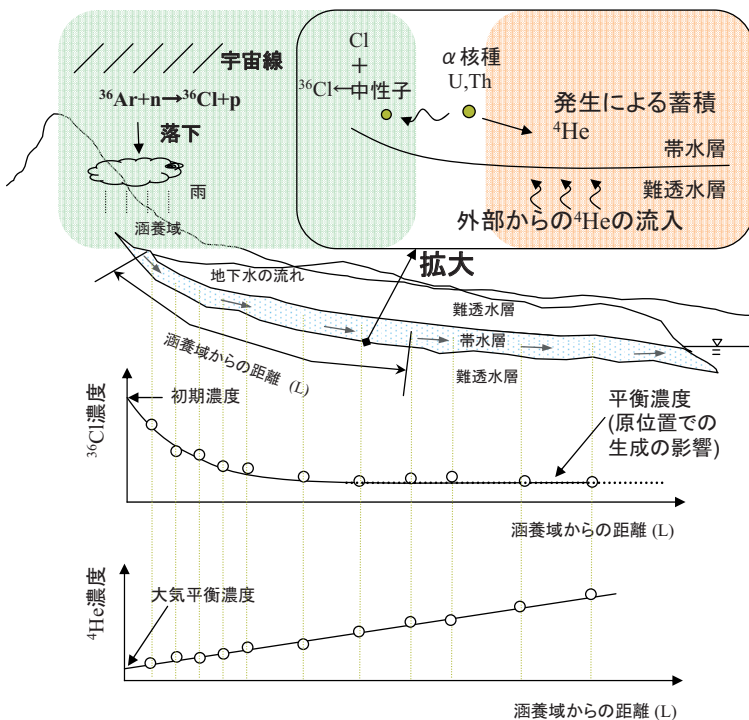 宇宙線
³⁶Ar+n→³⁶Cl+p
落下
雨
涵養域
Cl
+
³⁶Cl←中性子
α核種
U,Th
発生による蓄積
⁴He
帯水層
難透水層
外部からの⁴Heの流入
拡大
地下水の流れ
難透水層
帯水層
難透水層
涵養域からの距離 (L)
³⁶Cl濃度
初期濃度
平衡濃度
(原位置での
生成の影響)
涵養域からの距離 (L)
⁴He濃度
大気平衡濃度
涵養域からの距離 (L)